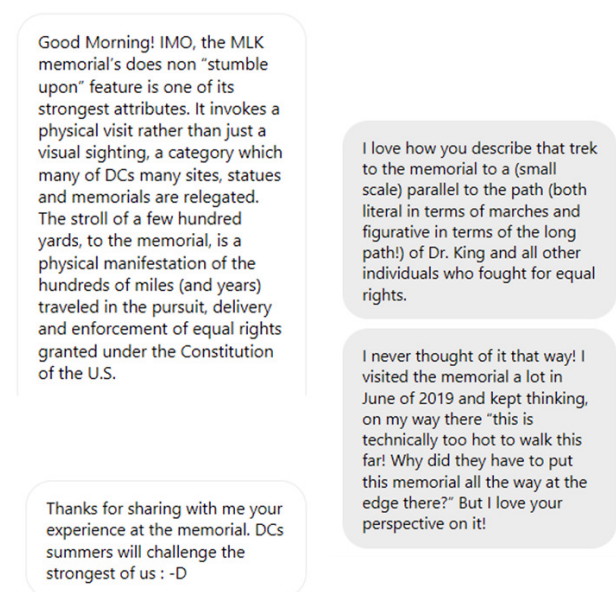 Good Morning! IMO, the MLK
memorial's does non "stumble
upon" feature is one of its
strongest attributes. It invokes a
physical visit rather than just a
visual sighting, a category which
many of DCs many sites, statues
and memorials are relegated.
The stroll of a few hundred
yards, to the memorial, is a
physical manifestation of the
hundreds of miles (and years)
traveled in the pursuit, delivery
and enforcement of equal rights
granted under the Constitution
of the U.S.
I love how you describe that trek
to the memorial to a (small
scale) parallel to the path (both
literal in terms of marches and
figurative in terms of the long
path!) of Dr. King and all other
individuals who fought for equal
rights.
I never thought of it that way! I
visited the memorial a lot in
June of 2019 and kept thinking,
on my way there "this is
technically too hot to walk this
far! Why did they have to put
this memorial all the way at the
edge there?" But I love your
perspective on it!
Thanks for sharing with me your
experience at the memorial. DCs
summers will challenge the
strongest of us : -D